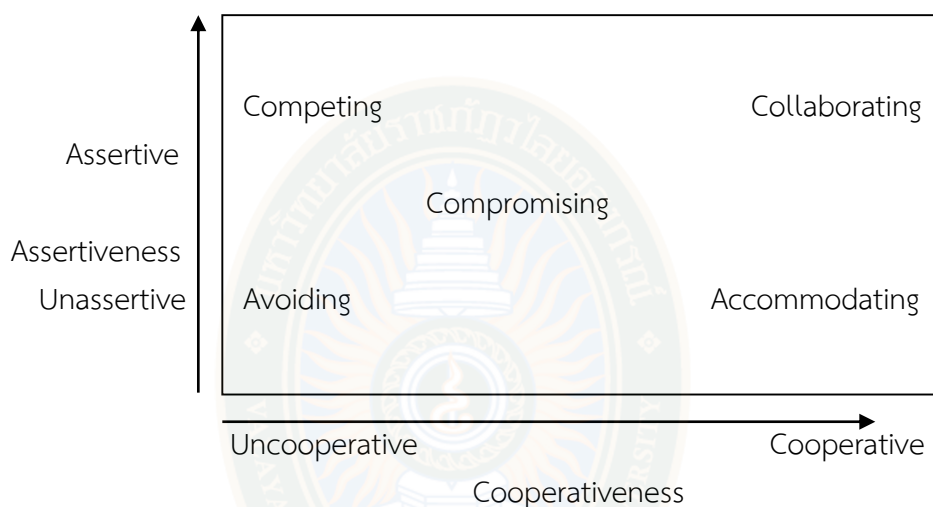 Competing Collaborating
Assertive
Compromising
Assertiveness
Unassertive Avoiding Accommodating
Uncooperative Cooperative
Cooperativeness